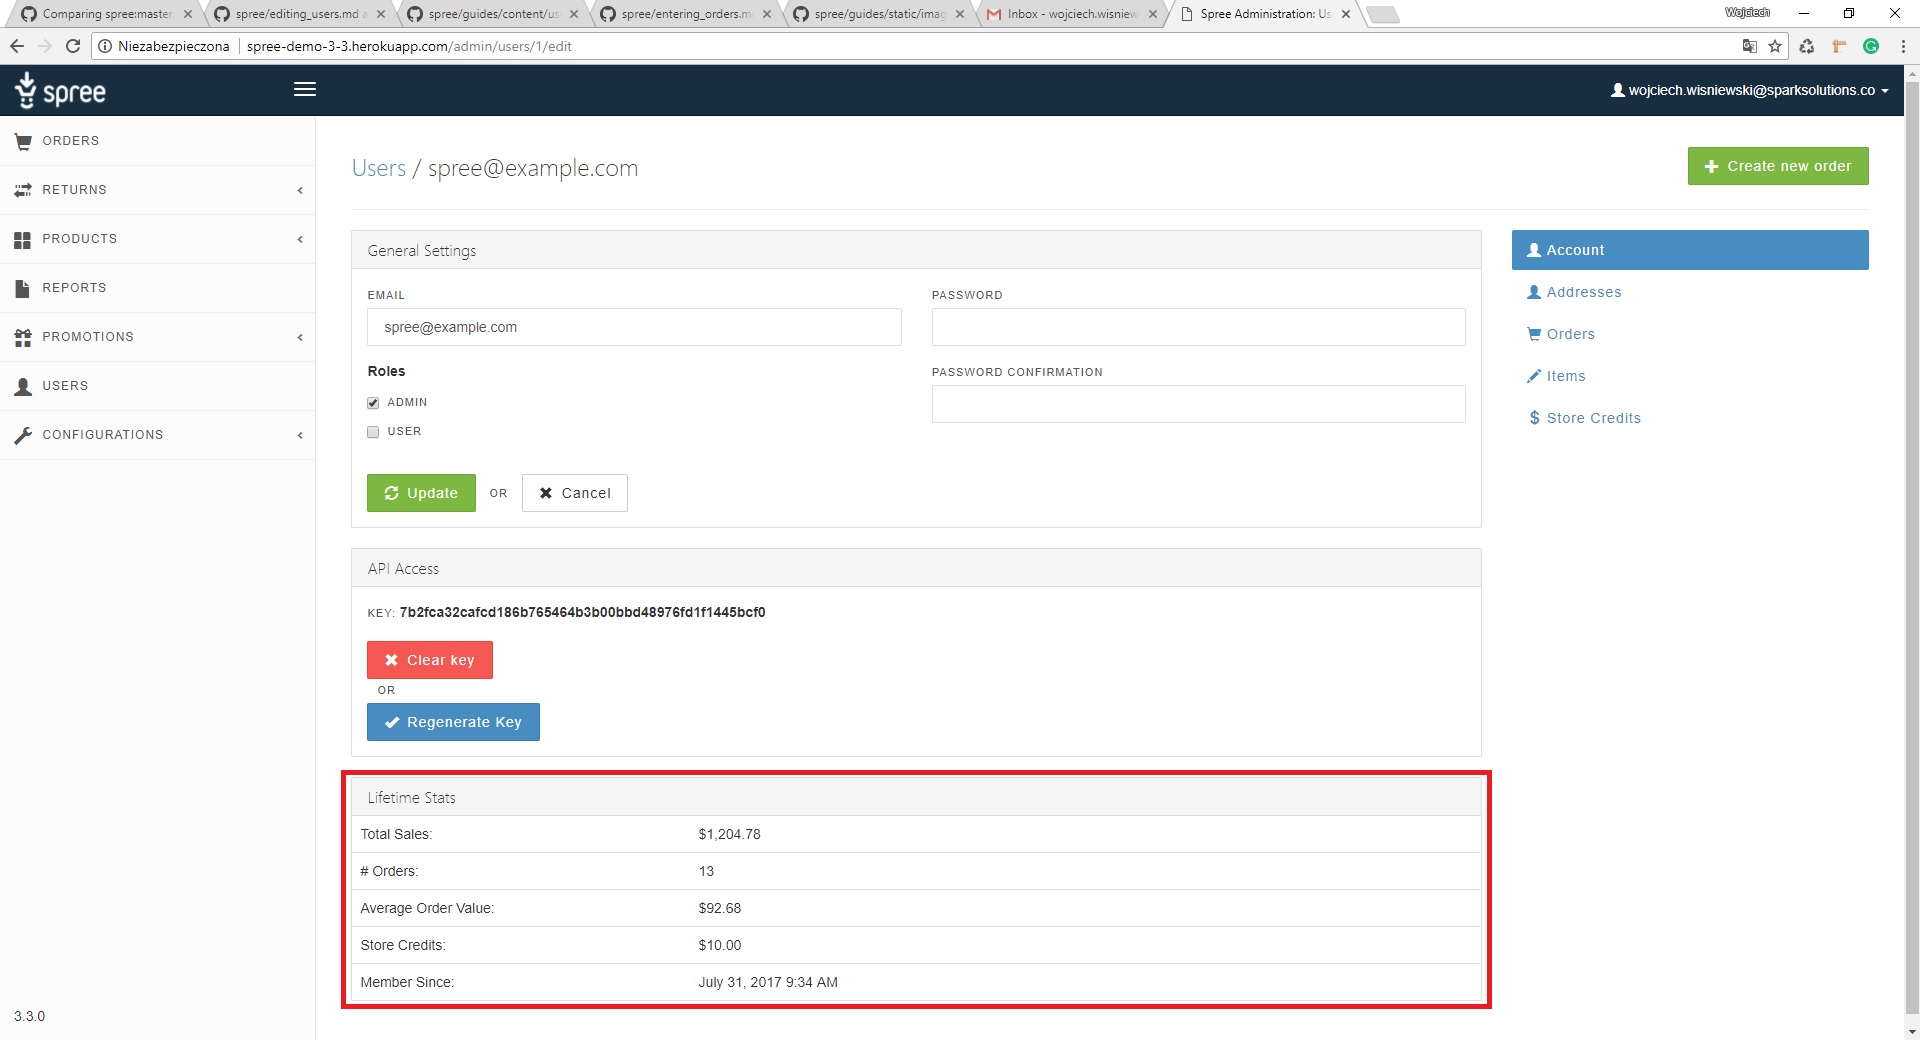 Comparing spree:master
spree/editing_users.md a
spree/guides/content/us
spree/entering_orders.m
spree/guides/static/imag
Inbox - wojciech.wisniew
Spree Administration: Us
Wojciech
Niezabezpieczona
spree-demo-3-3.herokuapp.com/admin/users/1/edit
spree
wojciech.wisniewski@sparksolutions.co
ORDERS
RETURNS
PRODUCTS
REPORTS
PROMOTIONS
USERS
CONFIGURATIONS
3.3.0
Users / spree@example.com
Create new order
General Settings
EMAIL
spree@example.com
PASSWORD
Roles
ADMIN
USER
PASSWORD CONFIRMATION
Update OR Cancel
API Access
KEY: 7b2fca32cafcd186b765464b3b00bbd48976fd1f1445bcf0
Clear key
OR
Regenerate Key
Lifetime Stats
Total Sales: $1,204.78
# Orders: 13
Average Order Value: $92.68
Store Credits: $10.00
Member Since: July 31, 2017 9:34 AM
Account
Addresses
Orders
Items
Store Credits